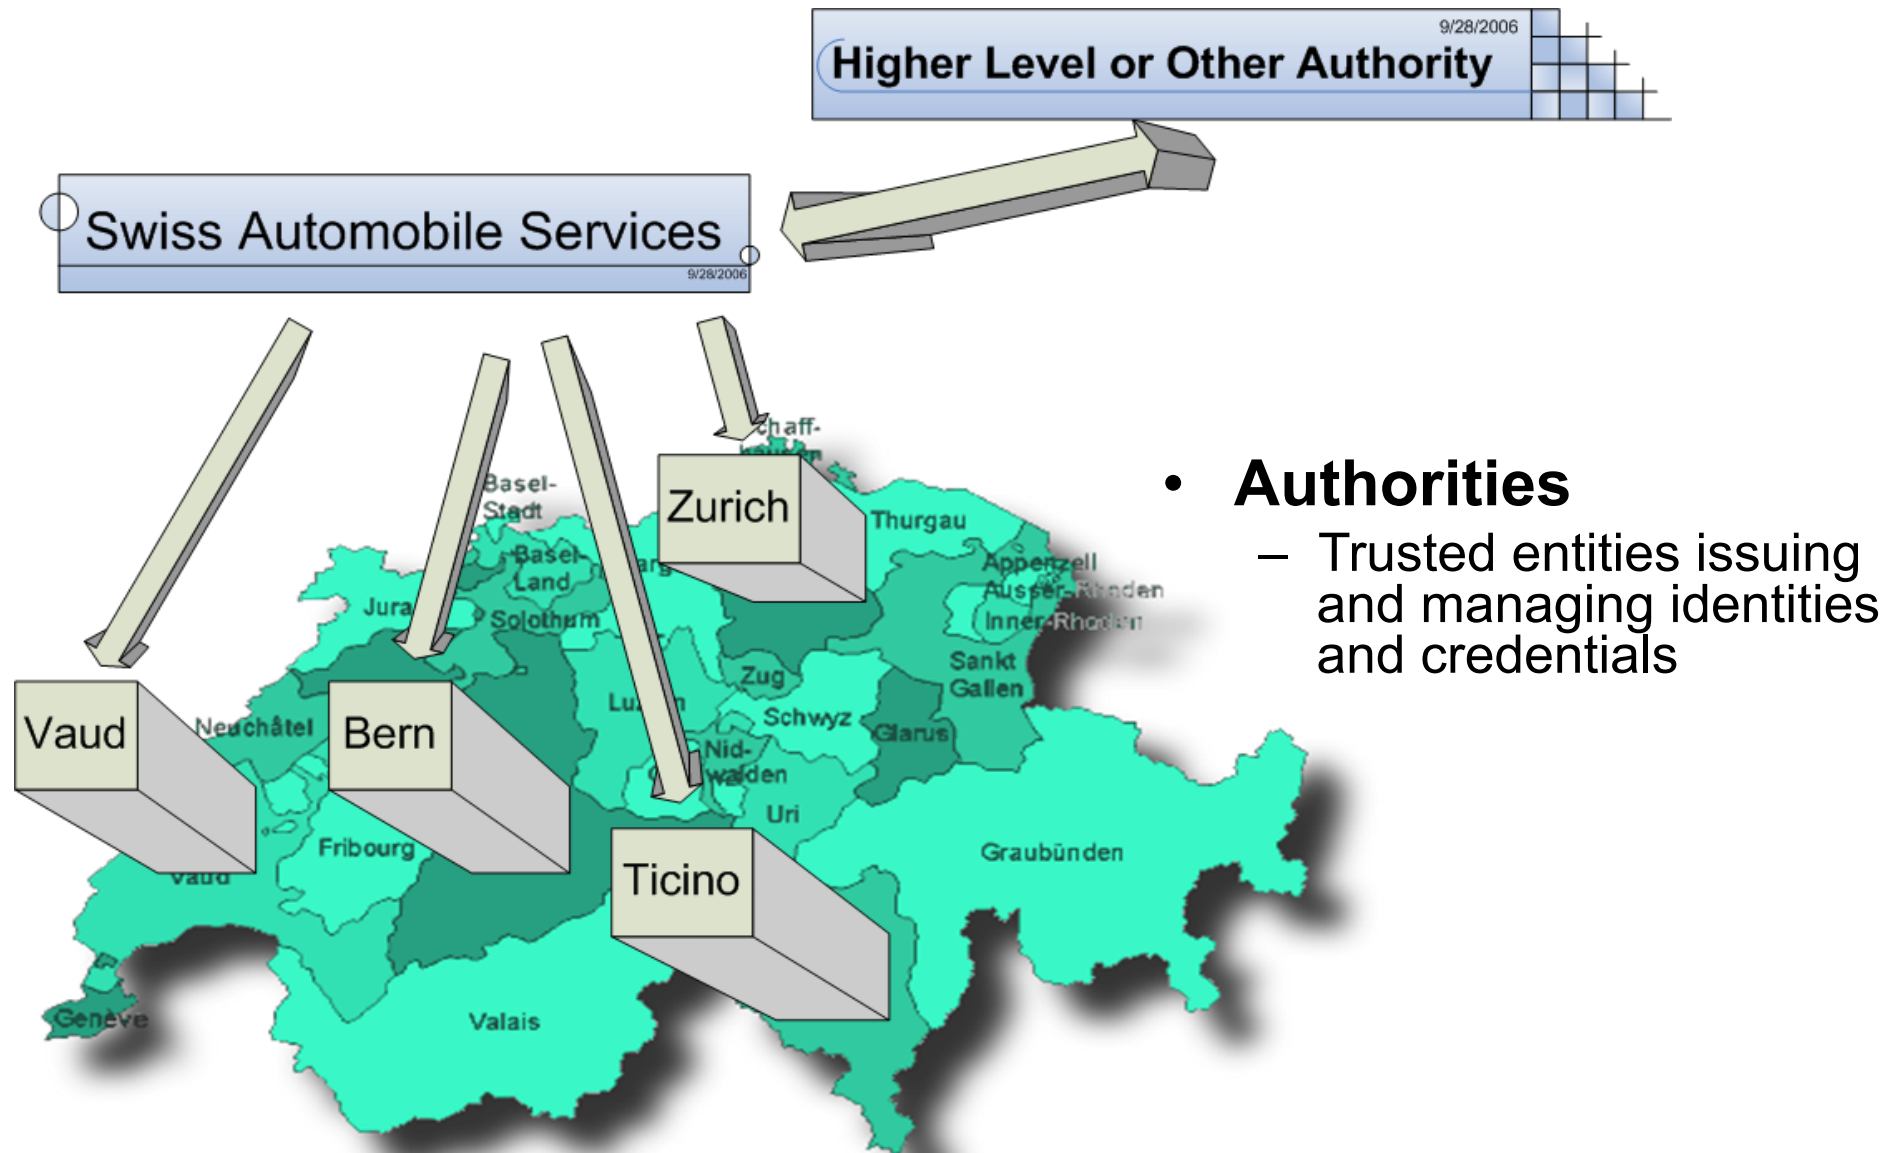 9/28/2006
Higher Level or Other Authority
Swiss Automobile Services
9/28/2006
Basel-
Stadt
Zurich
Thurgau
Basel-
Land
Appenzell
Ausser-Rhoden
Jura
Solothurn
Inner-Rhoden
Zug
Sankt
Gallen
Vaud
Neuchâtel
Bern
Schwyz
Glarus
Nid-
walden
Uri
Fribourg
Graubünden
Vaud
Ticino
Genève
Valais
• Authorities
– Trusted entities issuing
and managing identities
and credentials